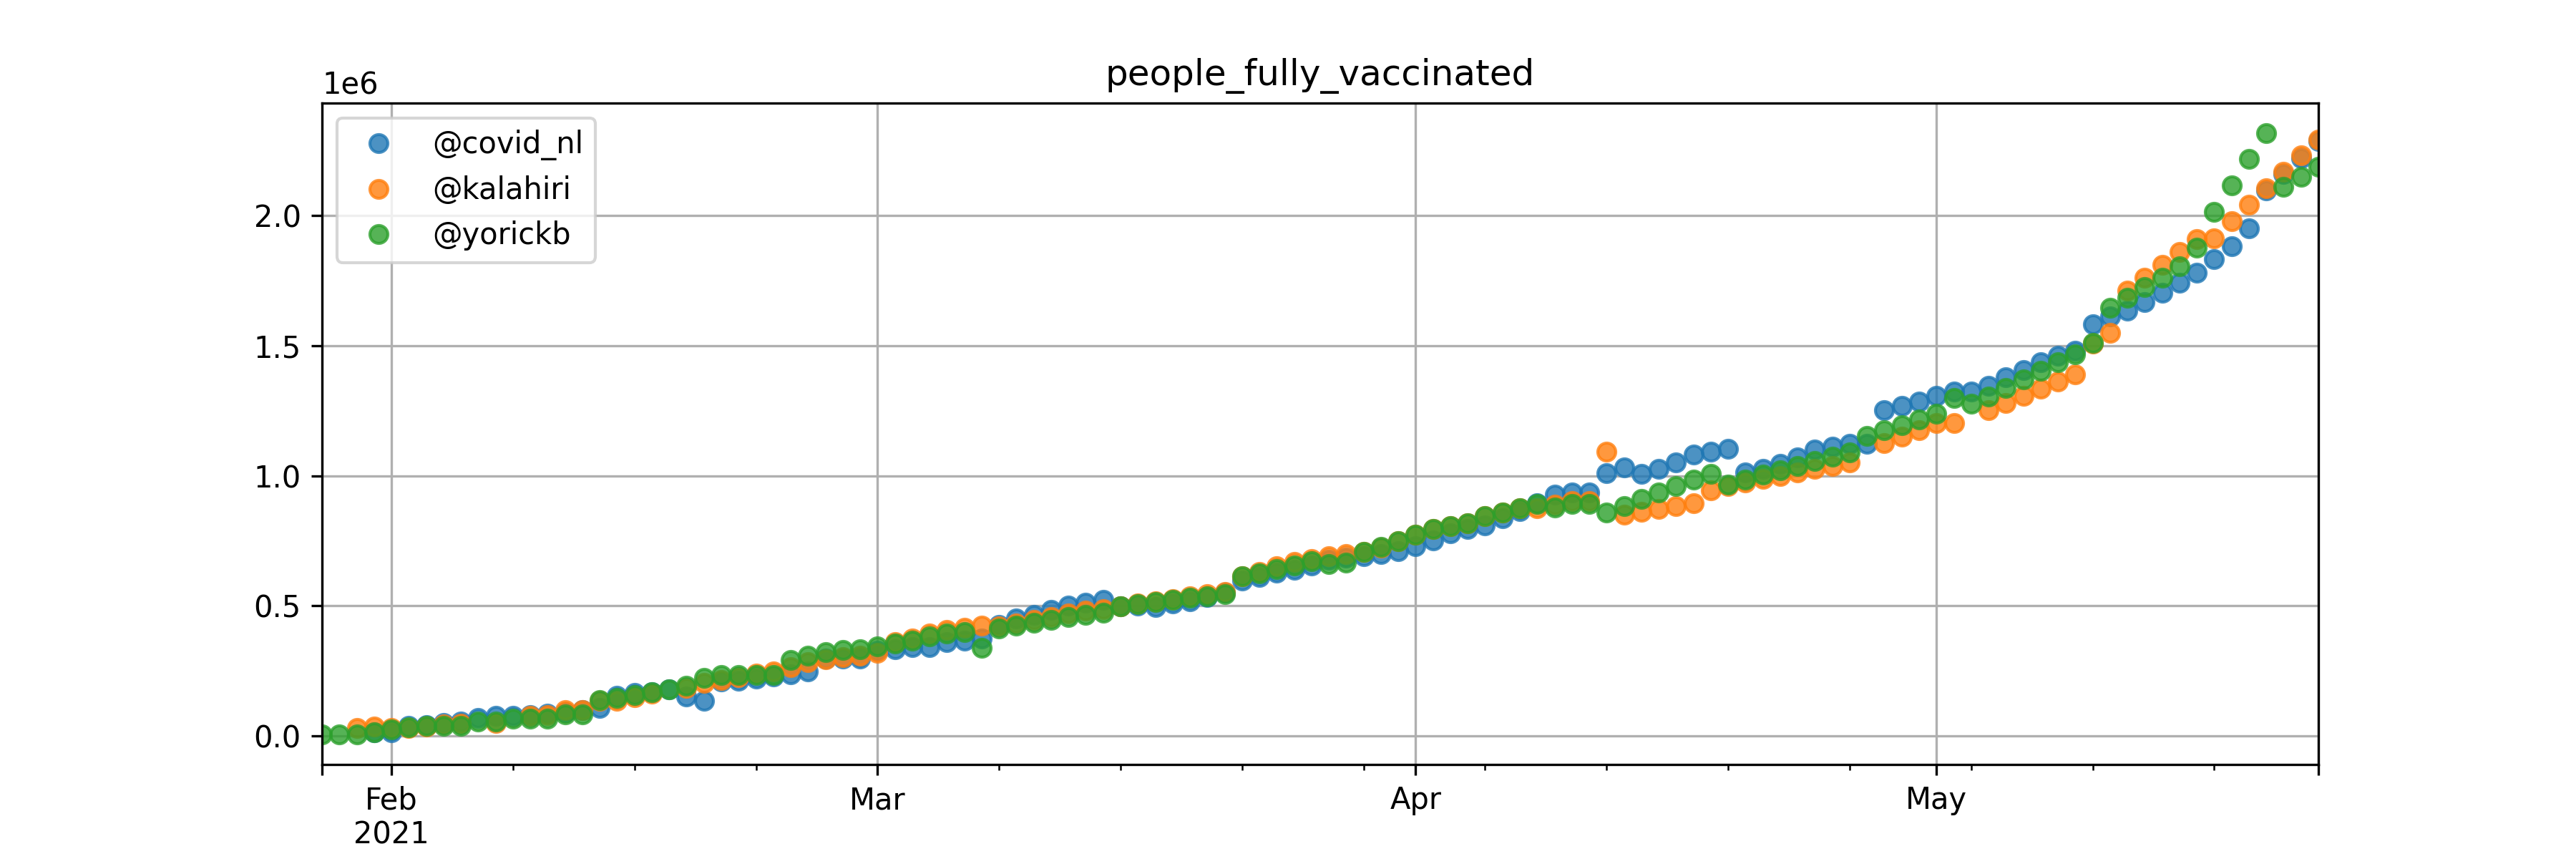 people_fully_vaccinated
1e6
@covid_nl
@kalahiri
@yorickb
2.0
1.5
1.0
0.5
0.0
Feb
2021
Mar
Apr
May